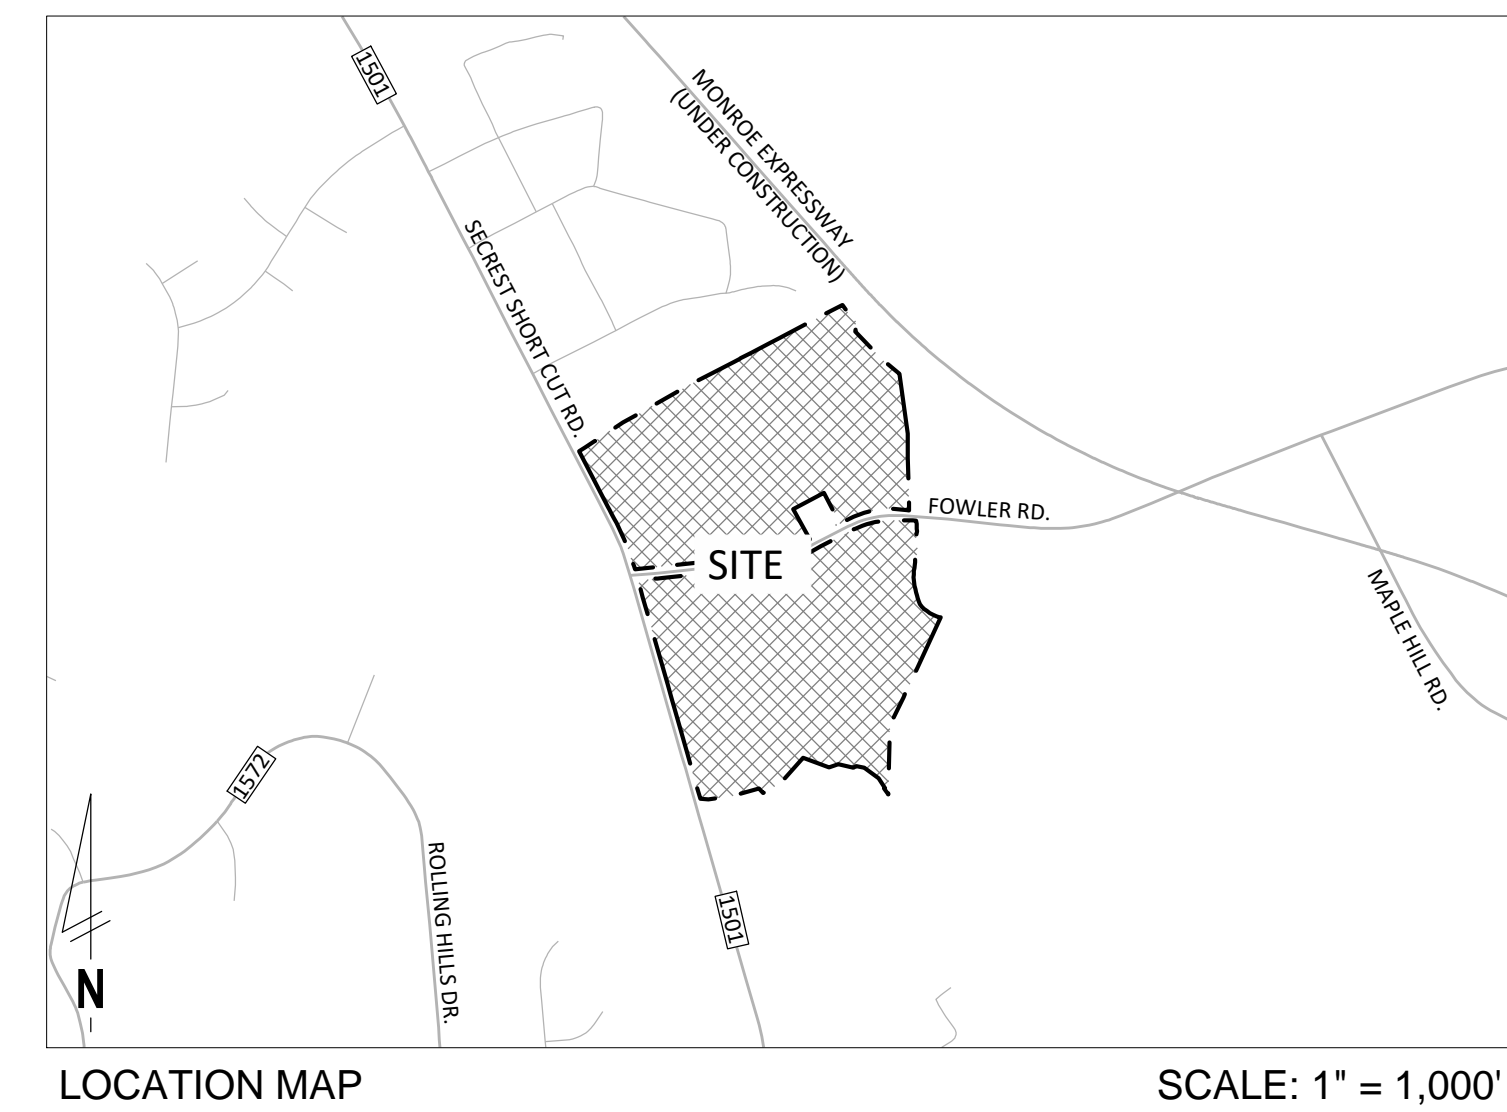 1501
MONROE EXPRESSWAY
(UNDER CONSTRUCTION)
SECREST SHORT CUT RD.
FOWLER RD.
SITE
MAPLE HILL RD.
1572
ROLLING HILLS DR.
1501
N
LOCATION MAP
SCALE: 1" = 1,000'